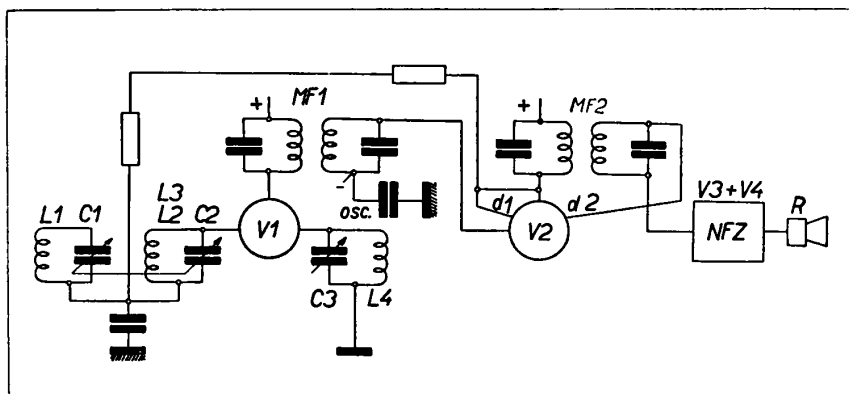 + MF1
+ MF2
L3
L1 C1 L2 C2
V1
- osc.
C3 L4
d1 d2
V2
V3+V4
NFZ
R